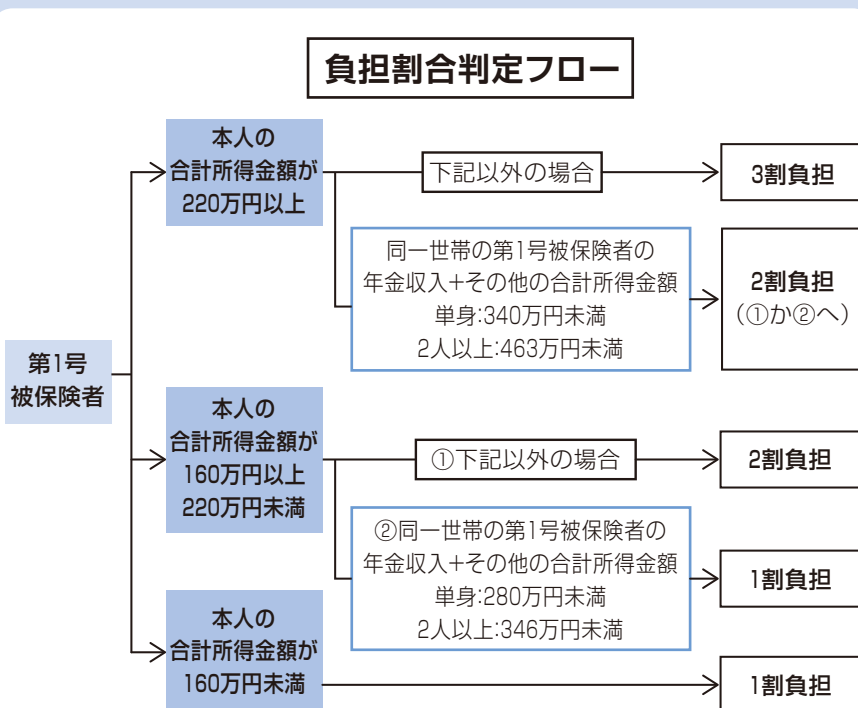 負担割合判定フロー
本人の
合計所得金額が
220万円以上
下記以外の場合
3割負担
同一世帯の第1号被保険者の
年金収入+その他の合計所得金額
単身:340万円未満
2人以上:463万円未満
2割負担
(①か②へ)
第1号
被保険者
本人の
合計所得金額が
160万円以上
220万円未満
①下記以外の場合
2割負担
②同一世帯の第1号被保険者の
年金収入+その他の合計所得金額
単身:280万円未満
2人以上:346万円未満
1割負担
本人の
合計所得金額が
160万円未満
1割負担